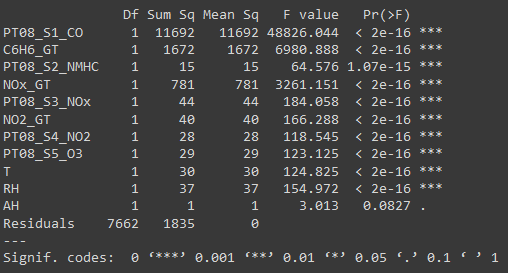 Df Sum Sq Mean Sq F value Pr(>F)
PT08_S1_CO 1 11692 11692 48826.044 < 2e-16 ***
C6H6_GT 1 1672 1672 6980.888 < 2e-16 ***
PT08_S2_NMHC 1 15 15 64.576 1.07e-15 ***
NOx_GT 1 781 781 3261.151 < 2e-16 ***
PT08_S3_NOx 1 44 44 184.058 < 2e-16 ***
NO2_GT 1 40 40 166.288 < 2e-16 ***
PT08_S4_NO2 1 28 28 118.545 < 2e-16 ***
PT08_S5_O3 1 29 29 123.125 < 2e-16 ***
T 1 30 30 124.825 < 2e-16 ***
RH 1 37 37 154.972 < 2e-16 ***
AH 1 1 1 3.013 0.0827 .
Residuals 7662 1835 0
---
Signif. codes: 0 ‘***’ 0.001 ‘**’ 0.01 ‘*’ 0.05 ‘.’ 0.1 ‘ ’ 1